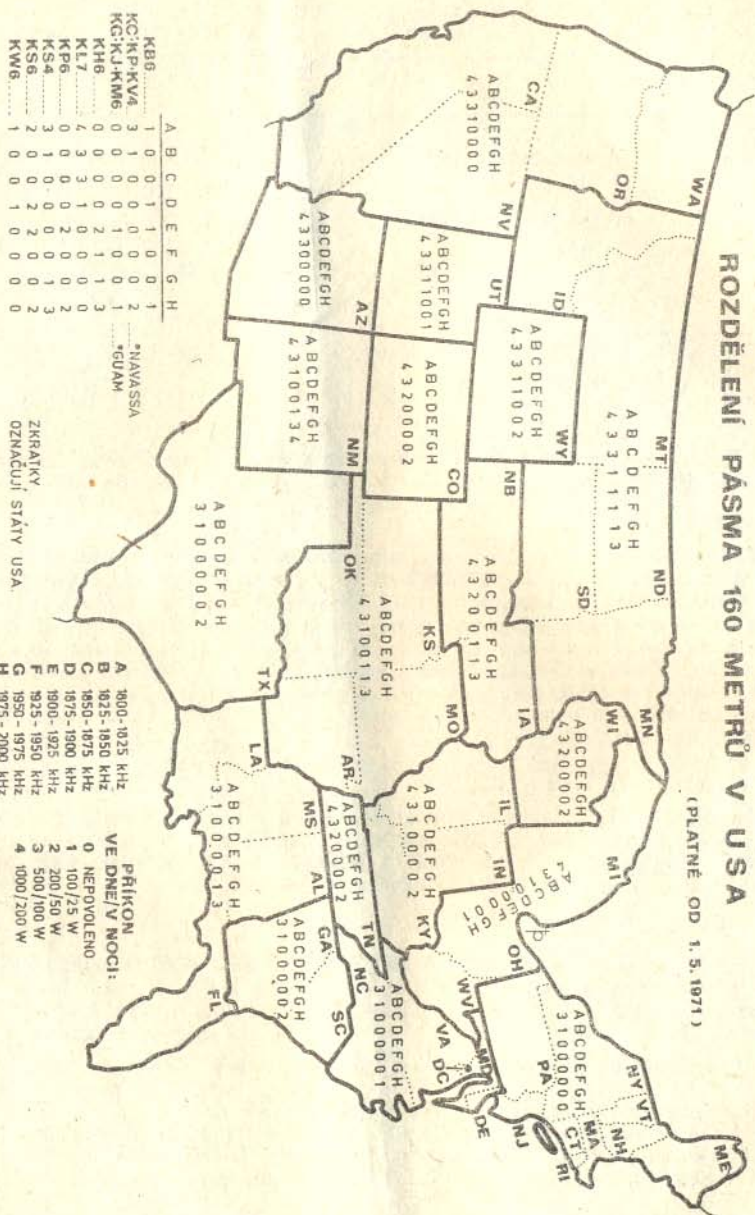 ROZDĚLENÍ PÁSMA 160 METRŮ V USA
(PLATNÉ OD 1.5.1971)
WA
OR
CA
ABCDEFGH
43310000
NV
ID
MT
ND
ABCDEFGH
43311113
SD
MN
WI
ABCDEFGH
43200002
MI
ABCDEFGH
ME
NH
VT
NY
MA
CT
RI
ABCDEFGH
31000000
PA
NJ
DE
OH
UT
ABCDEFGH
43311001
WY
ABCDEFGH
43311002
NB
ABCDEFGH
43200113
IA
IL
IN
ABCDEFGH
43100002
KY
WV
MD
DC
VA
AZ
ABCDEFGH
43300000
CO
ABCDEFGH
43200002
KS
MO
ABCDEFGH
43100113
OK
AR
TN
ABCDEFGH
43200002
NC
ABCDEFGH
31000001
NM
ABCDEFGH
43100134
TX
ABCDEFGH
31000002
LA
MS
AL
ABCDEFGH
31000013
GA
SC
ABCDEFGH
31000002
FL
A B C D E F G H
KB6 1 0 0 1 1 0 0 1
KC·KP·KV4 3 1 0 0 0 0 0 2 *NAVASSA
KG·KJ·KM6 0 0 0 0 1 0 0 1 *GUAM
KH6 0 0 0 0 2 1 1 3
KL7 4 3 3 1 0 0 0 0
KP6 0 0 0 0 2 0 0 2
KS4 3 1 0 0 0 0 1 3
KS6 2 0 0 2 2 0 0 2
KW6 1 0 0 1 0 0 0 0
ZKRATKY
OZNAČUJÍ STÁTY USA
A 1800-1825 kHz
B 1825-1850 kHz
C 1850-1875 kHz
D 1875-1900 kHz
E 1900-1925 kHz
F 1925-1950 kHz
G 1950-1975 kHz
H 1975-2000 kHz
PŘÍKON
VE DNE/V NOCI:
0 NEPOVOLENO
1 100/25 W
2 200/50 W
3 500/100 W
4 1000/200 W